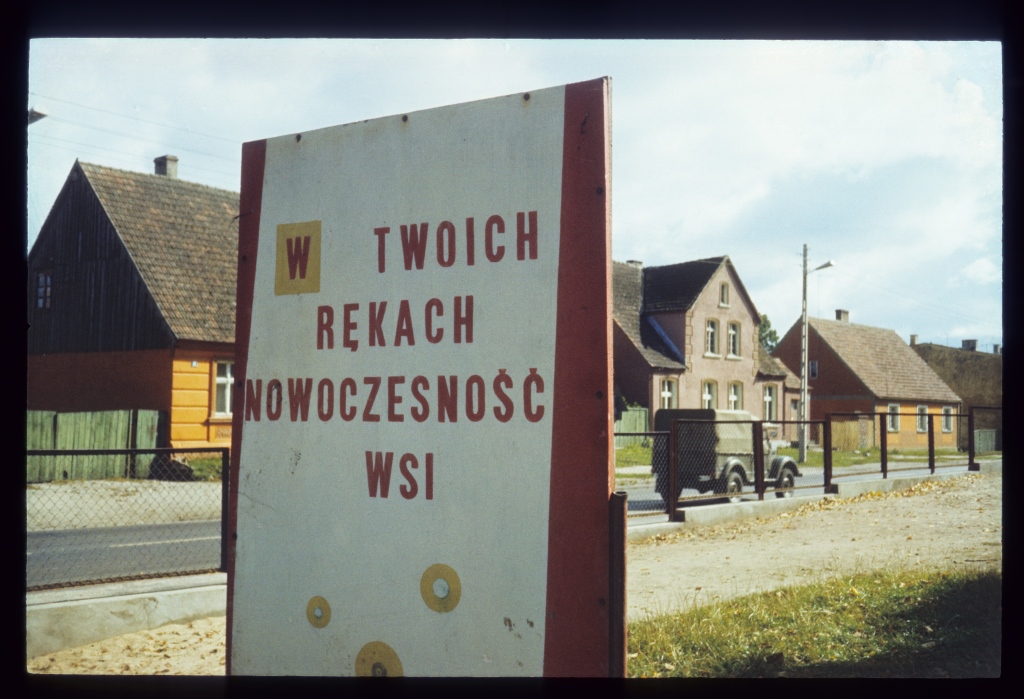 W TWOICH
RĘKACH
NOWOCZESNOŚĆ
WSI